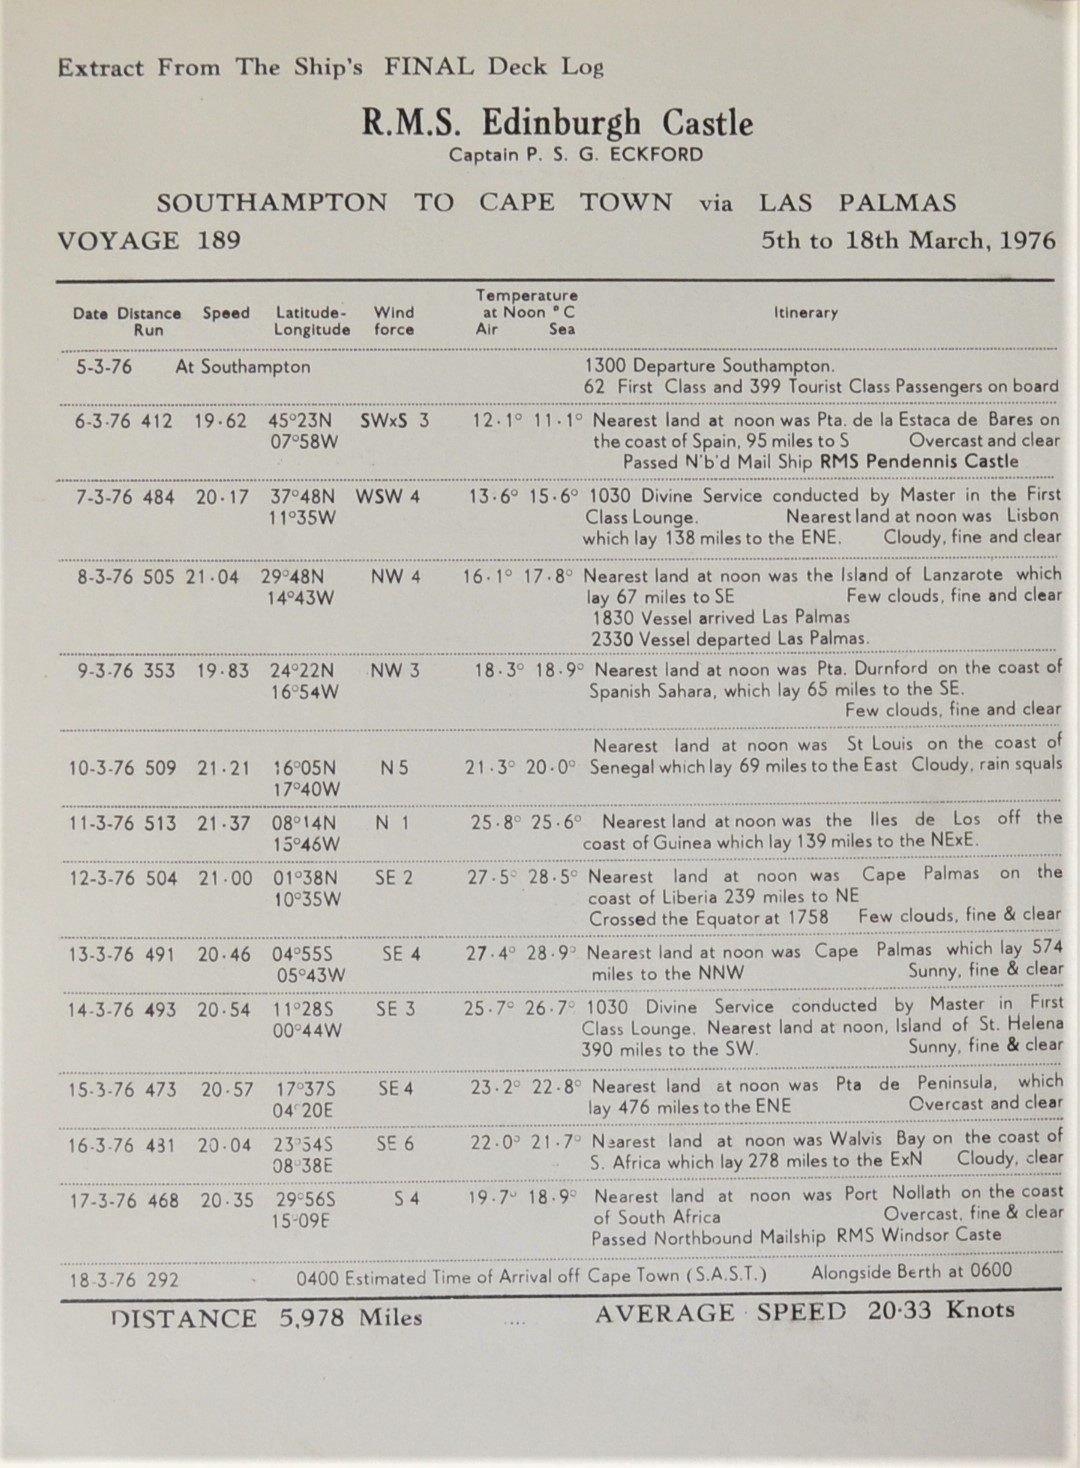 Extract From The Ship's FINAL Deck Log
R.M.S. Edinburgh Castle
Captain P. S. G. ECKFORD
SOUTHAMPTON TO CAPE TOWN via LAS PALMAS
VOYAGE 189 5th to 18th March, 1976
Temperature
Date Distance Speed Latitude- Wind at Noon °C Itinerary
Run Longitude force Air Sea
5-3-76 At Southampton 1300 Departure Southampton.
62 First Class and 399 Tourist Class Passengers on board
6-3-76 412 19·62 45°23N SWxS 3 12·1° 11·1° Nearest land at noon was Pta. de la Estaca de Bares on
07°58W the coast of Spain, 95 miles to S Overcast and clear
Passed N'b'd Mail Ship RMS Pendennis Castle
7-3-76 484 20·17 37°48N WSW 4 13·6° 15·6° 1030 Divine Service conducted by Master in the First
11°35W Class Lounge. Nearest land at noon was Lisbon
which lay 138 miles to the ENE. Cloudy, fine and clear
8-3-76 505 21·04 29°48N NW 4 16·1° 17·8° Nearest land at noon was the Island of Lanzarote which
14°43W lay 67 miles to SE Few clouds, fine and clear
1830 Vessel arrived Las Palmas
2330 Vessel departed Las Palmas.
9-3-76 353 19·83 24°22N NW 3 18·3° 18·9° Nearest land at noon was Pta. Durnford on the coast of
16°54W Spanish Sahara, which lay 65 miles to the SE.
Few clouds, fine and clear
Nearest land at noon was St Louis on the coast of
10-3-76 509 21·21 16°05N N 5 21·3° 20·0° Senegal which lay 69 miles to the East Cloudy, rain squals
17°40W
11-3-76 513 21·37 08°14N N 1 25·8° 25·6° Nearest land at noon was the Iles de Los off the
15°46W coast of Guinea which lay 139 miles to the NExE.
12-3-76 504 21·00 01°38N SE 2 27·5° 28·5° Nearest land at noon was Cape Palmas on the
10°35W coast of Liberia 239 miles to NE
Crossed the Equator at 1758 Few clouds, fine & clear
13-3-76 491 20·46 04°55S SE 4 27·4° 28·9° Nearest land at noon was Cape Palmas which lay 574
05°43W miles to the NNW Sunny, fine & clear
14-3-76 493 20·54 11°28S SE 3 25·7° 26·7° 1030 Divine Service conducted by Master in First
00°44W Class Lounge. Nearest land at noon, Island of St. Helena
390 miles to the SW. Sunny, fine & clear
15-3-76 473 20·57 17°37S SE4 23·2° 22·8° Nearest land at noon was Pta de Peninsula, which
04°20E lay 476 miles to the ENE Overcast and clear
16-3-76 481 20·04 23°54S SE 6 22·0° 21·7° Nearest land at noon was Walvis Bay on the coast of
08°38E S. Africa which lay 278 miles to the ExN Cloudy, clear
17-3-76 468 20·35 29°56S S 4 19·7° 18·9° Nearest land at noon was Port Nollath on the coast
15°09E of South Africa Overcast, fine & clear
Passed Northbound Mailship RMS Windsor Caste
18-3-76 292 0400 Estimated Time of Arrival off Cape Town (S.A.S.T.) Alongside Berth at 0600
DISTANCE 5,978 Miles .... AVERAGE SPEED 20·33 Knots